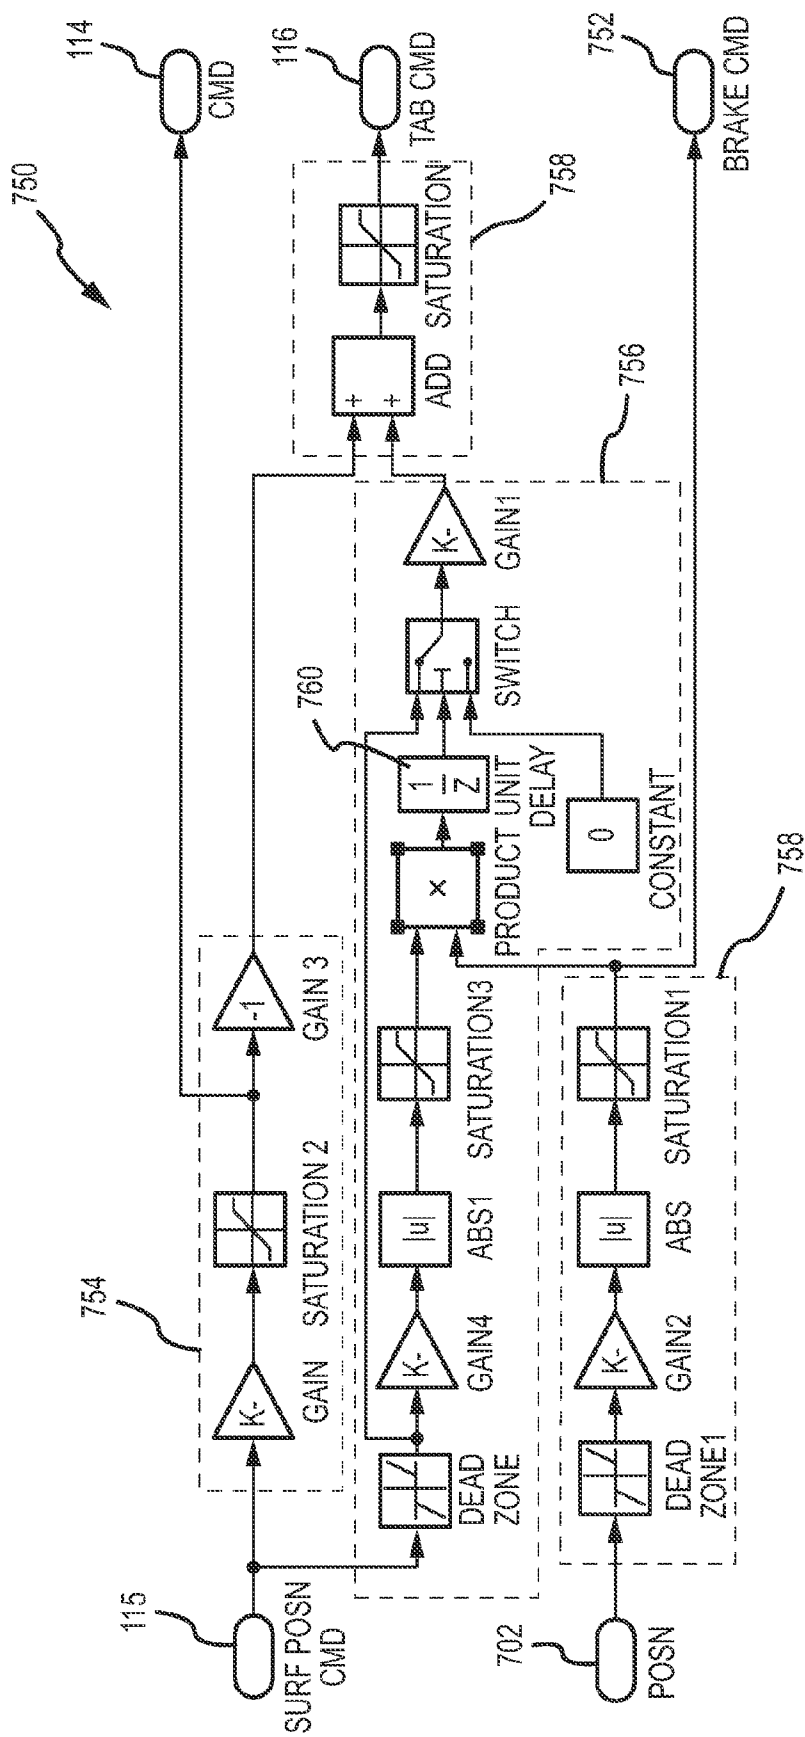 750
114
CMD
116
TAB CMD
752
BRAKE CMD
758
SATURATION
ADD
+
+
756
K-
GAIN1
SWITCH
760
1
Z
UNIT
DELAY
×
PRODUCT
0
CONSTANT
754
K-
GAIN
SATURATION 2
-1
GAIN 3
DEAD
ZONE
K-
GAIN4
|u|
ABS1
SATURATION3
758
DEAD
ZONE1
K-
GAIN2
|u|
ABS
SATURATION1
115
SURF POSN
CMD
702
POSN